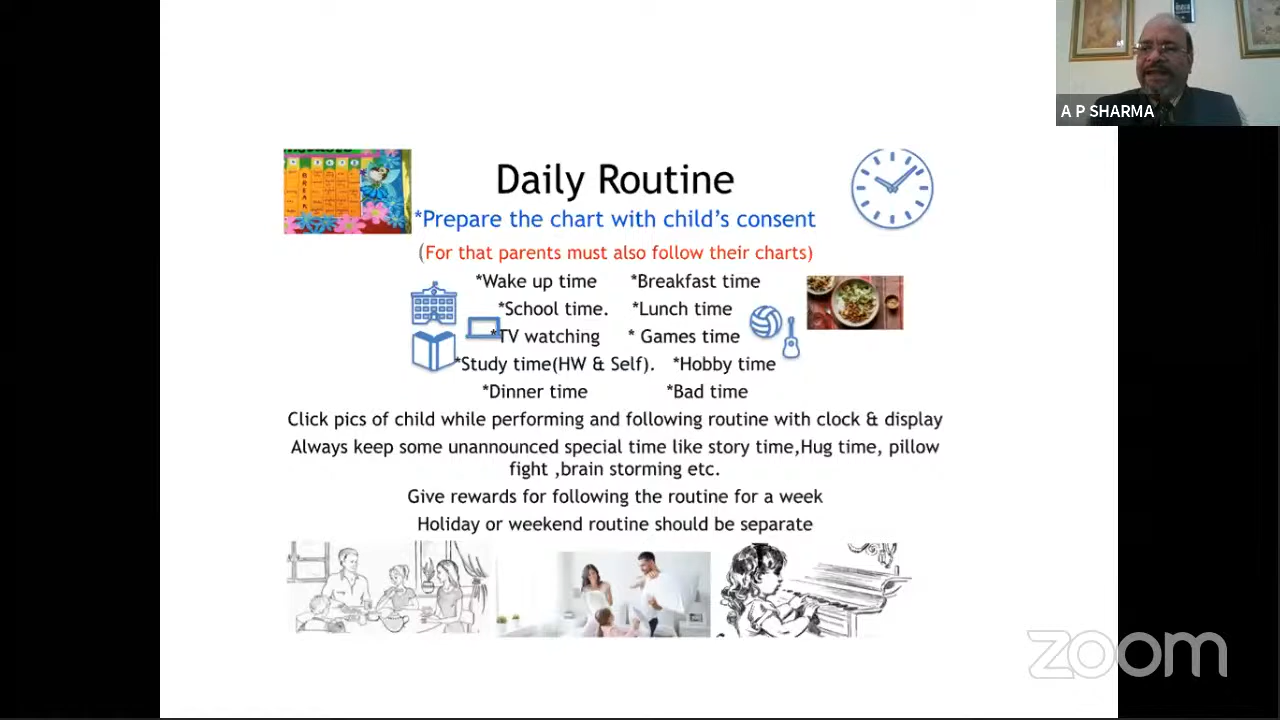 A P SHARMA
Daily Routine
*Prepare the chart with child's consent
(For that parents must also follow their charts)
*Wake up time *Breakfast time
*School time. *Lunch time
*TV watching * Games time
*Study time(HW & Self). *Hobby time
*Dinner time *Bad time
Click pics of child while performing and following routine with clock & display
Always keep some unannounced special time like story time,Hug time, pillow
fight ,brain storming etc.
Give rewards for following the routine for a week
Holiday or weekend routine should be separate
BREAK
zoom